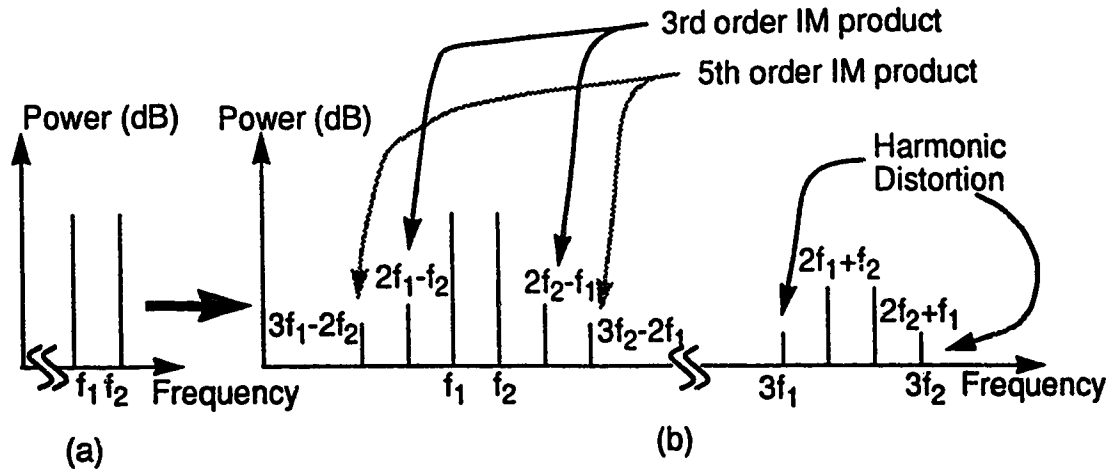 3rd order IM product
5th order IM product
Power (dB)
Power (dB)
Harmonic
Distortion
2f₁-f₂
2f₂-f₁
2f₁+f₂
3f₁-2f₂
3f₂-2f₁
2f₂+f₁
f₁ f₂
Frequency
f₁
f₂
3f₁
3f₂
Frequency
(a)
(b)